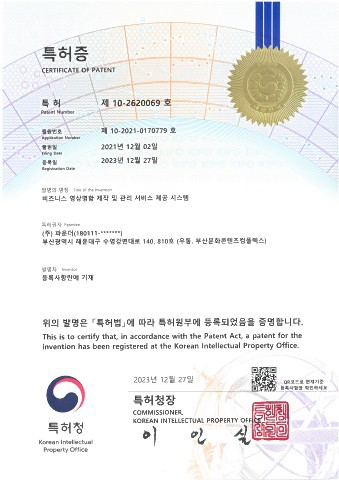 특허증
CERTIFICATE OF PATENT
특 허 제 10-2620069 호
Patent Number
출원번호 제 10-2021-0170779 호
Application Number
출원일 2021년 12월 02일
Filing Date
등록일 2023년 12월 27일
Registration Date
발명의 명칭 Title of the Invention
비즈니스 영상명함 제작 및 관리 서비스 제공 시스템
특허권자 Patentee
(주) 파운더(180111-*******)
부산광역시 해운대구 수영강변대로 140, 810호 (우동, 부산문화콘텐츠컴플렉스)
발명자 Inventor
등록사항란에 기재
위의 발명은 「특허법」에 따라 특허원부에 등록되었음을 증명합니다.
This is to certify that, in accordance with the Patent Act, a patent for the
invention has been registered at the Korean Intellectual Property Office.
2023년 12월 27일
QR코드로 현재기준
등록사항을 확인하세요
특허청장
COMMISSIONER,
KOREAN INTELLECTUAL PROPERTY OFFICE
이 인 실
특허청
Korean Intellectual
Property Office